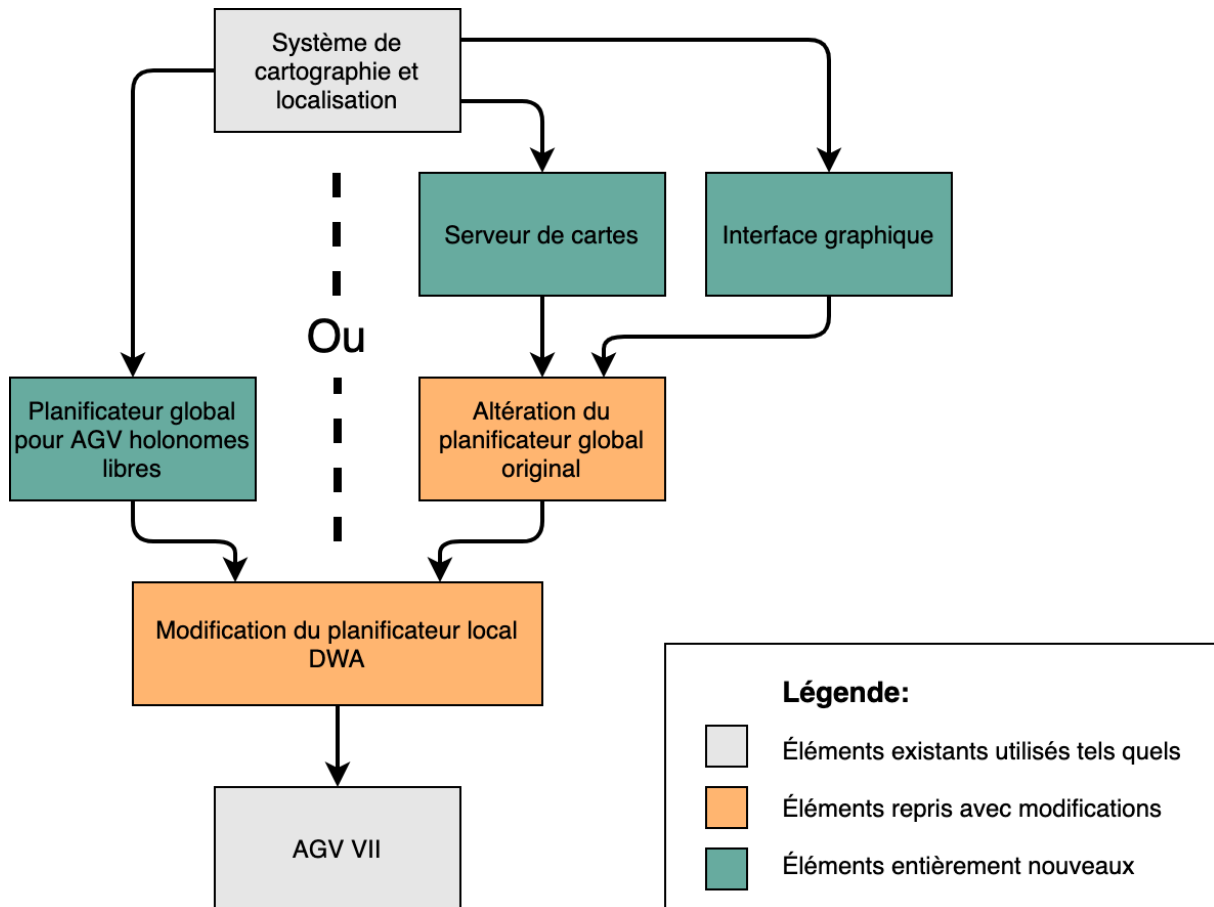 Système de
cartographie et
localisation
Serveur de cartes
Interface graphique
Ou
Planificateur global
pour AGV holonomes
libres
Altération du
planificateur global
original
Modification du planificateur local
DWA
AGV VII
Légende:
Éléments existants utilisés tels quels
Éléments repris avec modifications
Éléments entièrement nouveaux